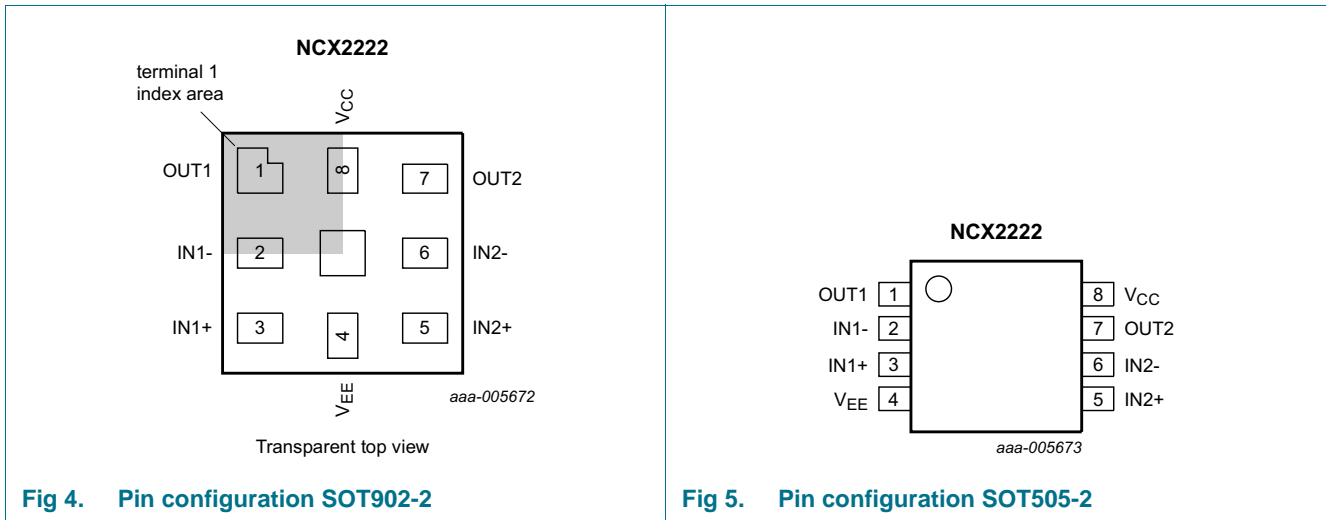 NCX2222
terminal 1
index area
VCC
OUT1
1
8
7
OUT2
IN1-
2
6
IN2-
IN1+
3
4
5
IN2+
VEE
aaa-005672
Transparent top view
Fig 4. Pin configuration SOT902-2
NCX2222
OUT1 1
8 VCC
IN1- 2
7 OUT2
IN1+ 3
6 IN2-
VEE 4
5 IN2+
aaa-005673
Fig 5. Pin configuration SOT505-2